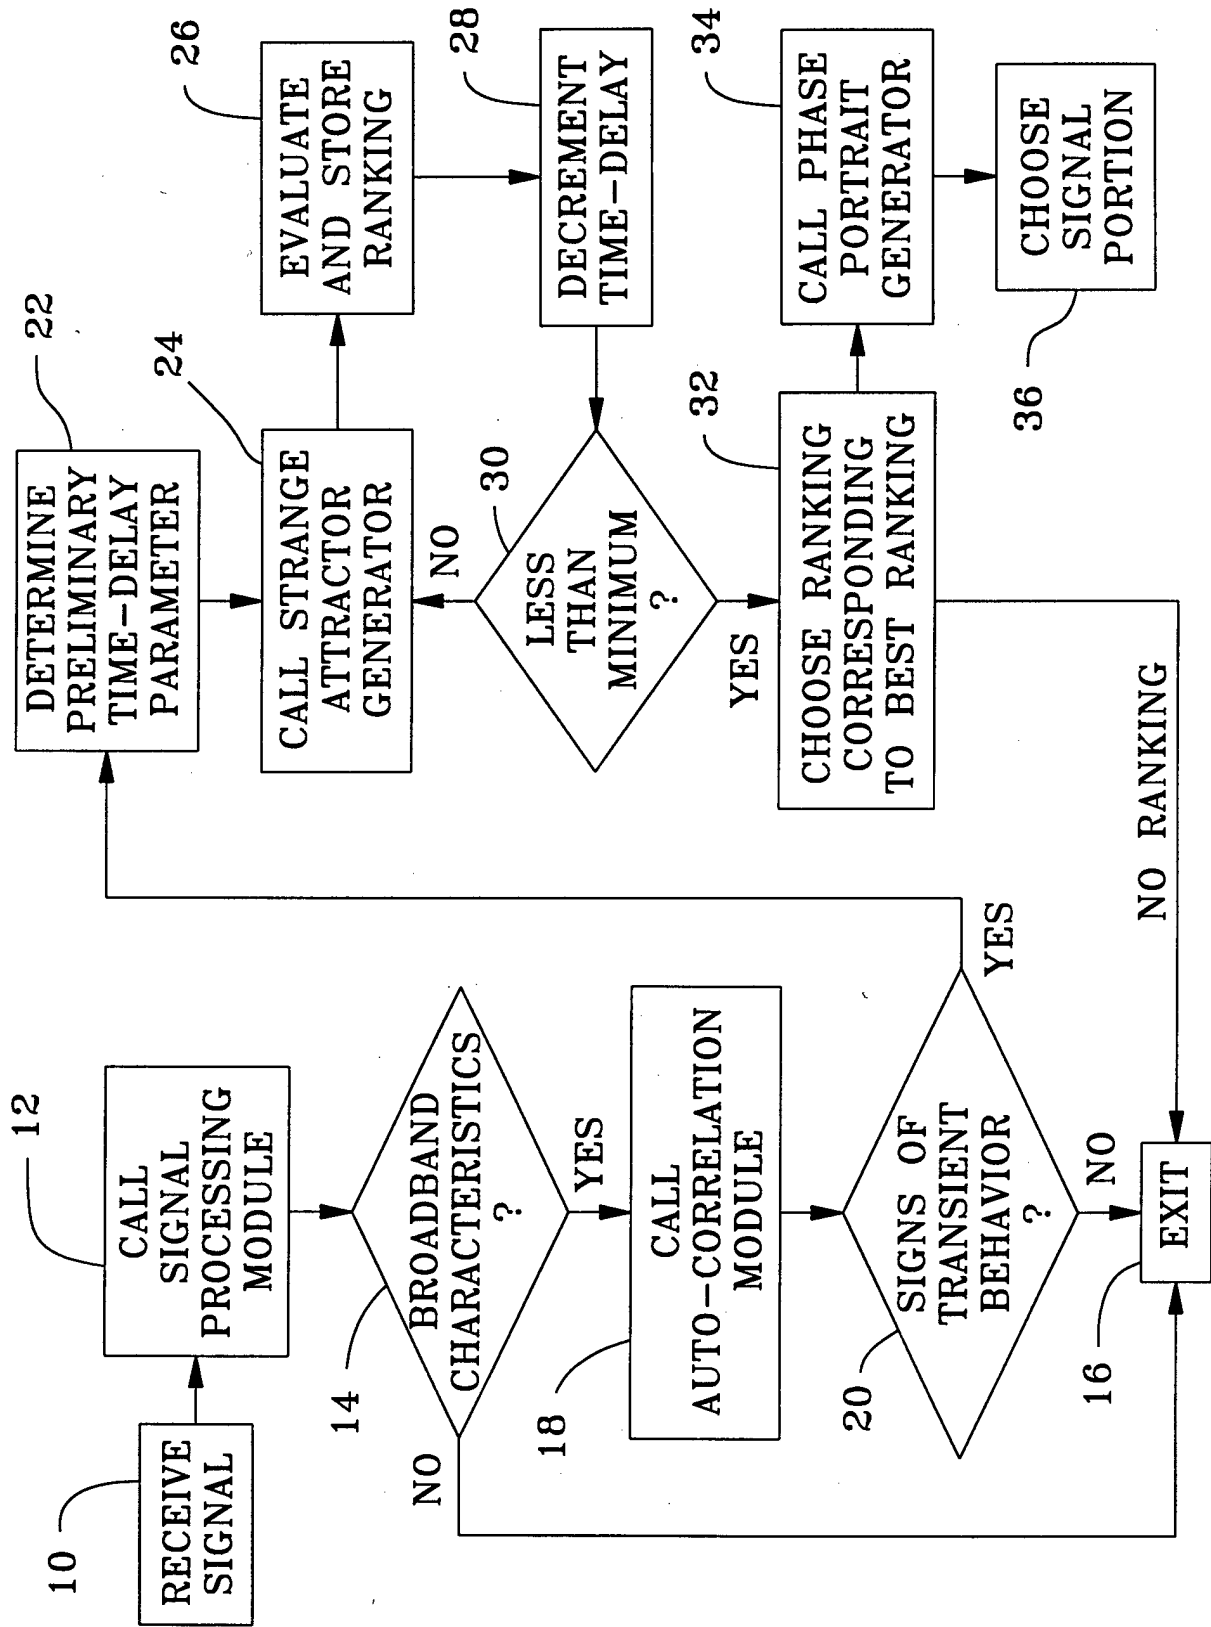 10
RECEIVE
SIGNAL
12
CALL
SIGNAL
PROCESSING
MODULE
14
BROADBAND
CHARACTERISTICS
?
NO
YES
18
CALL
AUTO-CORRELATION
MODULE
20
SIGNS OF
TRANSIENT
BEHAVIOR
?
YES
NO
16
EXIT
22
DETERMINE
PRELIMINARY
TIME-DELAY
PARAMETER
24
CALL STRANGE
ATTRACTOR
GENERATOR
26
EVALUATE
AND STORE
RANKING
28
DECREMENT
TIME-DELAY
30
LESS
THAN
MINIMUM
?
NO
YES
32
CHOOSE RANKING
CORRESPONDING
TO BEST RANKING
NO RANKING
34
CALL PHASE
PORTRAIT
GENERATOR
36
CHOOSE
SIGNAL
PORTION